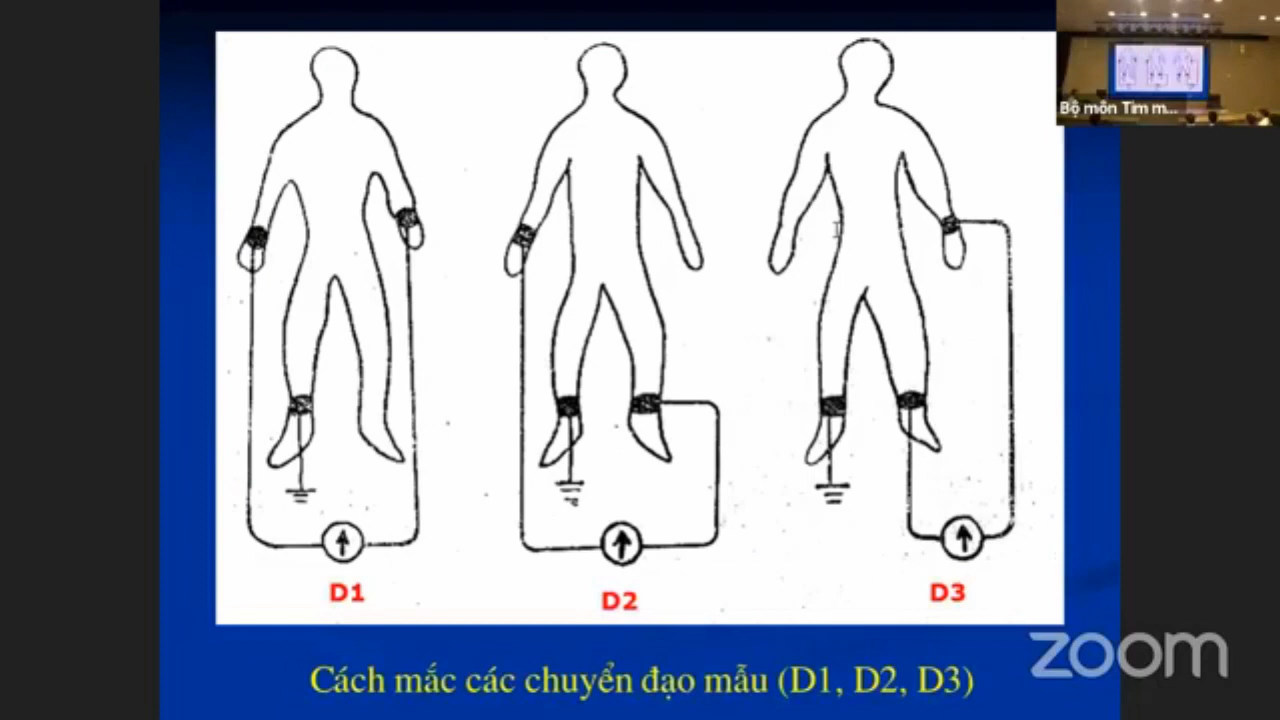 Bộ môn Tim m...
D1
D2
D3
zoom
Cách mắc các chuyển đạo mẫu (D1, D2, D3)